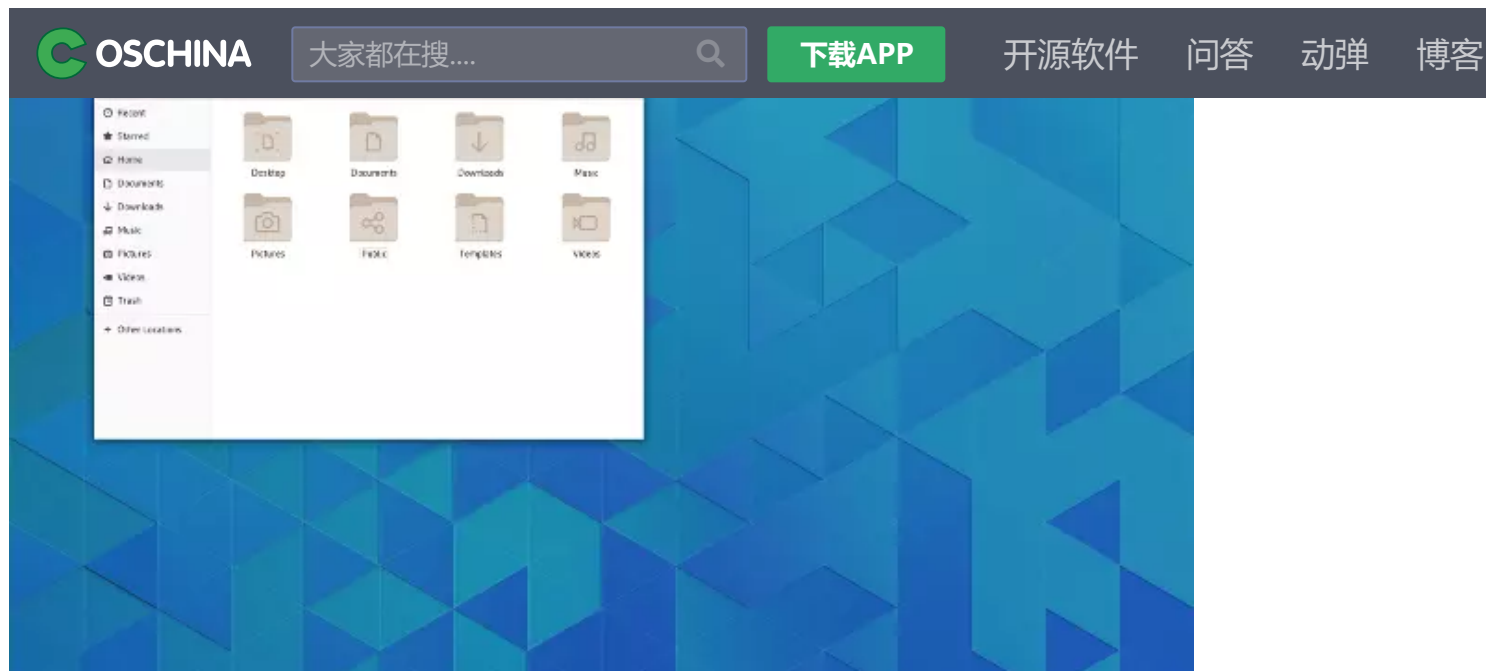 OSCHINA 大家都在搜.... 下载APP 开源软件 问答 动弹 博客
Recent
Starred
Home
Documents
Downloads
Music
Pictures
Videos
Trash
+ Other Locations
Desktop Documents Downloads Music
Pictures Public Templates Videos